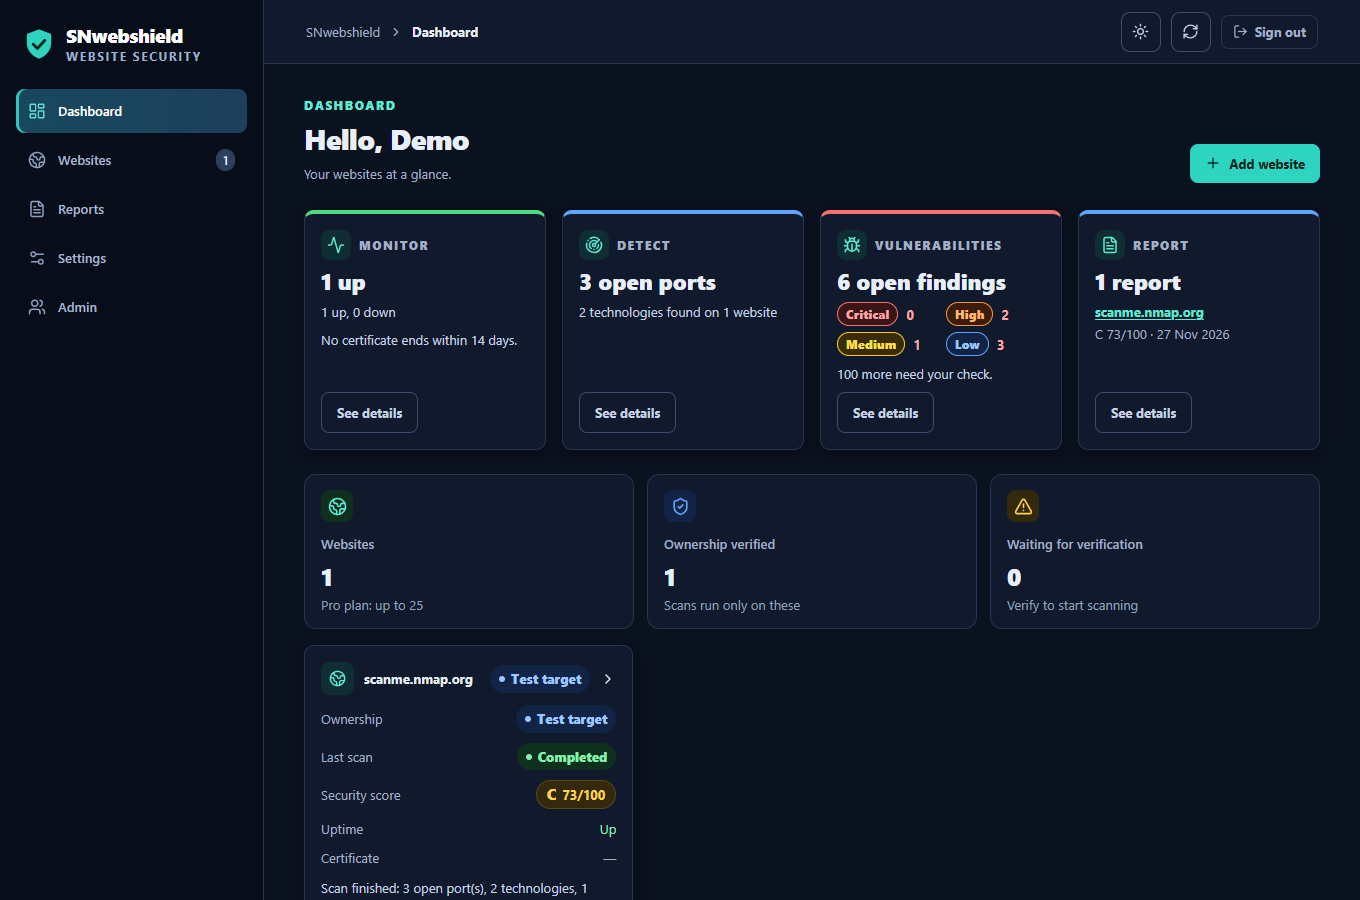 SNwebshield
WEBSITE SECURITY
Dashboard
Websites 1
Reports
Settings
Admin
SNwebshield > Dashboard
Sign out
DASHBOARD
Hello, Demo
Your websites at a glance.
+ Add website
MONITOR
1 up
1 up, 0 down
No certificate ends within 14 days.
See details
DETECT
3 open ports
2 technologies found on 1 website
See details
VULNERABILITIES
6 open findings
Critical 0 High 2
Medium 1 Low 3
100 more need your check.
See details
REPORT
1 report
scanme.nmap.org
C 73/100 · 27 Nov 2026
See details
Websites
1
Pro plan: up to 25
Ownership verified
1
Scans run only on these
Waiting for verification
0
Verify to start scanning
scanme.nmap.org Test target
Ownership Test target
Last scan Completed
Security score C 73/100
Uptime Up
Certificate —
Scan finished: 3 open port(s), 2 technologies, 1